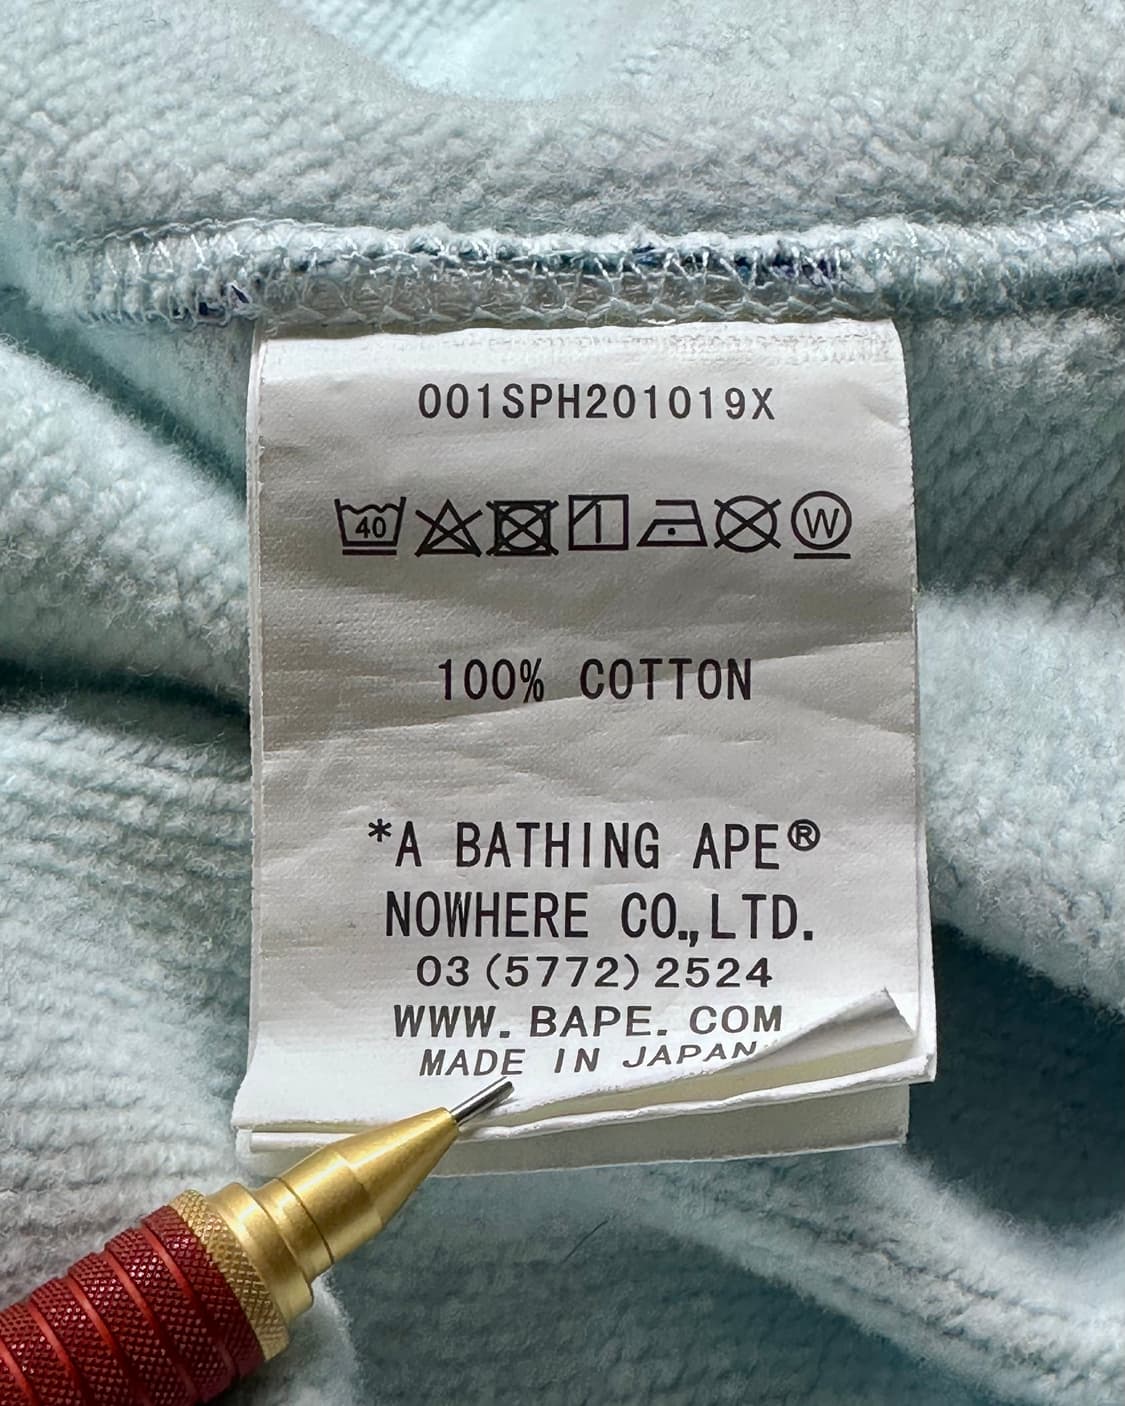 001SPH201019X
40 W
100% COTTON
*A BATHING APE®
NOWHERE CO.,LTD.
03(5772)2524
WWW.BAPE.COM
MADE IN JAPAN